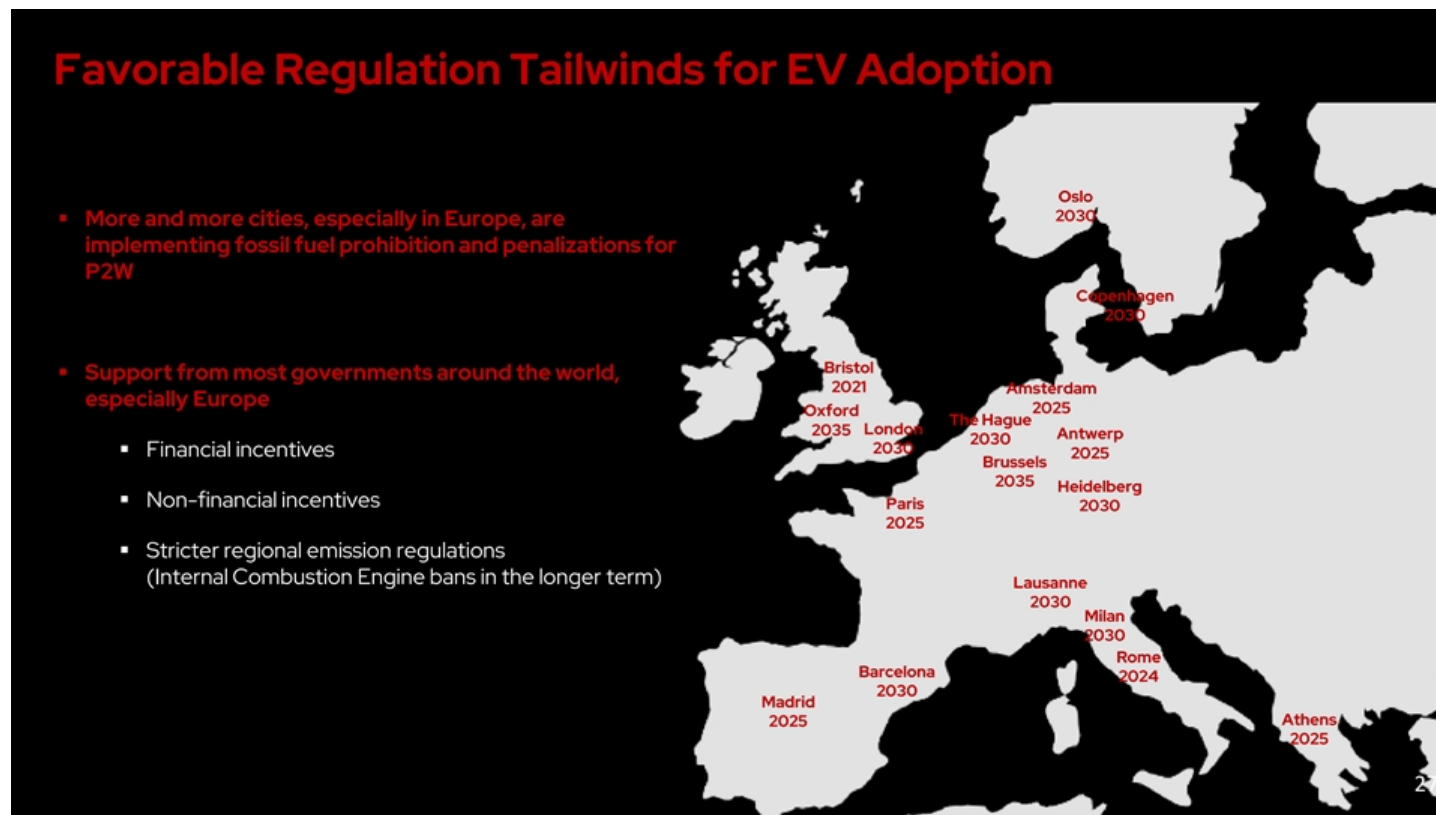 Favorable Regulation Tailwinds for EV Adoption
▪ More and more cities, especially in Europe, are
implementing fossil fuel prohibition and penalizations for
P2W
▪ Support from most governments around the world,
especially Europe
▪ Financial incentives
▪ Non-financial incentives
▪ Stricter regional emission regulations
(Internal Combustion Engine bans in the longer term)
Oslo
2030
Copenhagen
2030
Bristol
2021
Oxford
2035
London
2030
Amsterdam
2025
The Hague
2030
Antwerp
2025
Brussels
2035
Heidelberg
2030
Paris
2025
Lausanne
2030
Milan
2030
Rome
2024
Barcelona
2030
Madrid
2025
Athens
2025